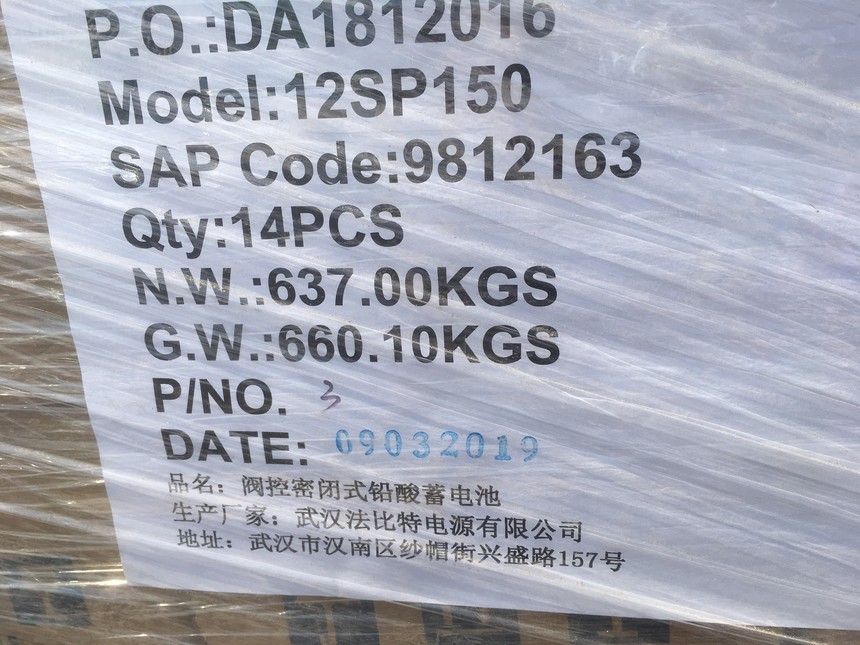 P.O.:DA1812016
Model:12SP150
SAP Code:9812163
Qty:14PCS
N.W.:637.00KGS
G.W.:660.10KGS
P/NO. 3
DATE: 09032019
品名：阀控密闭式铅酸蓄电池
生产厂家：武汉法比特电源有限公司
地址：武汉市汉南区纱帽街兴盛路157号